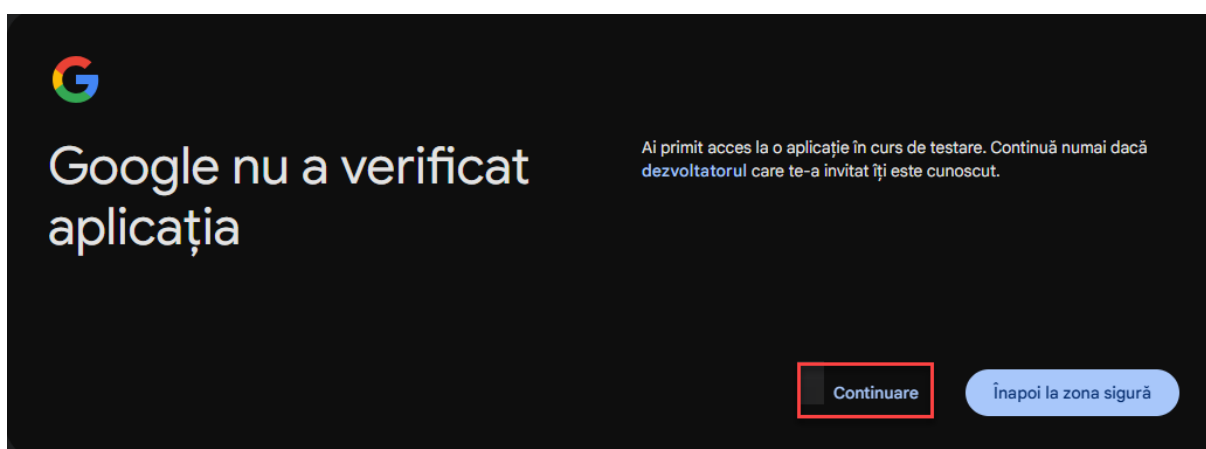 Google nu a verificat
aplicația
Ai primit acces la o aplicație în curs de testare. Continuă numai dacă
dezvoltatorul care te-a invitat îți este cunoscut.
Continuare
Înapoi la zona sigură